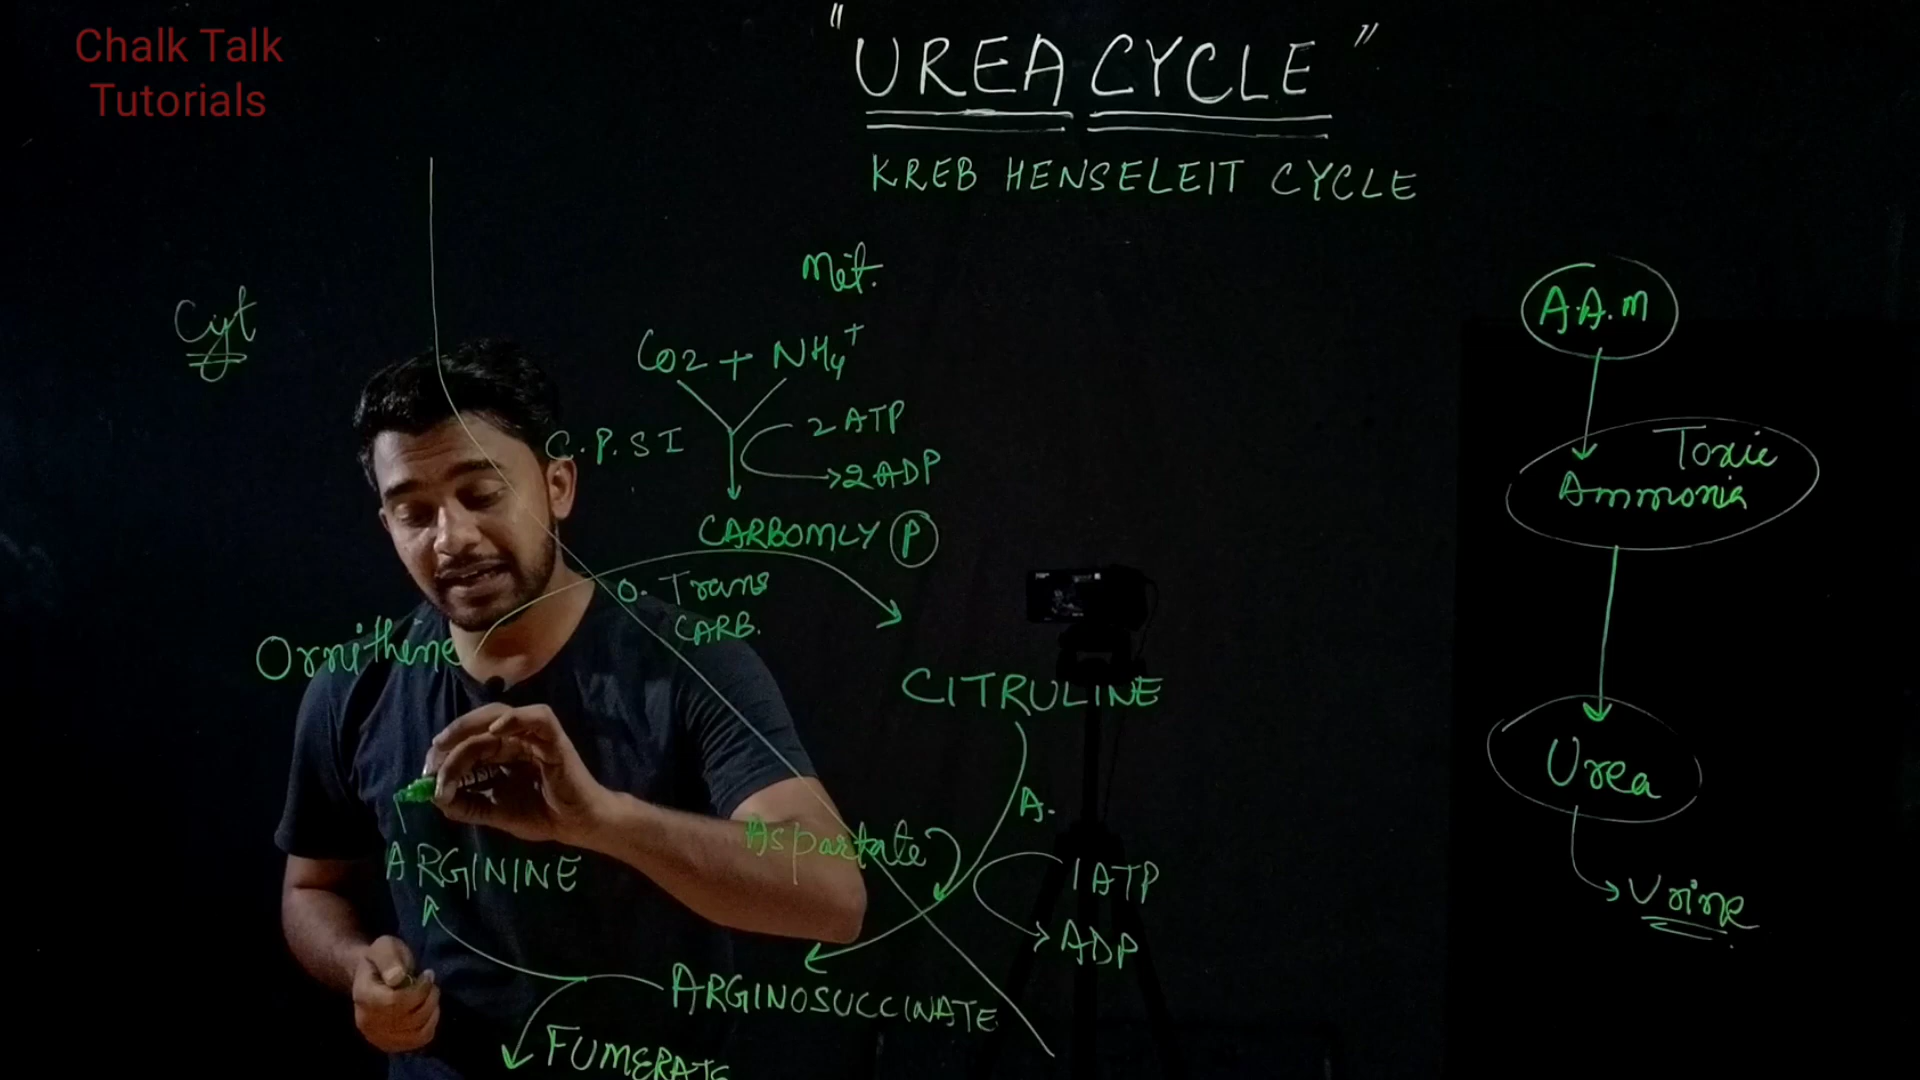 Chalk Talk
Tutorials
"UREA CYCLE"
KREB HENSELEIT CYCLE
Cyt
Mit.
CO2 + NH4+
C.P.S I
2 ATP
2 ADP
CARBOMLY P
O. Trans
CARB.
Ornithine
CITRULINE
A.
Aspartate
1 ATP
ADP
ARGININE
ARGINOSUCCINATE
FUMERATE
A.A.M
Toxic
Ammonia
Urea
Urine